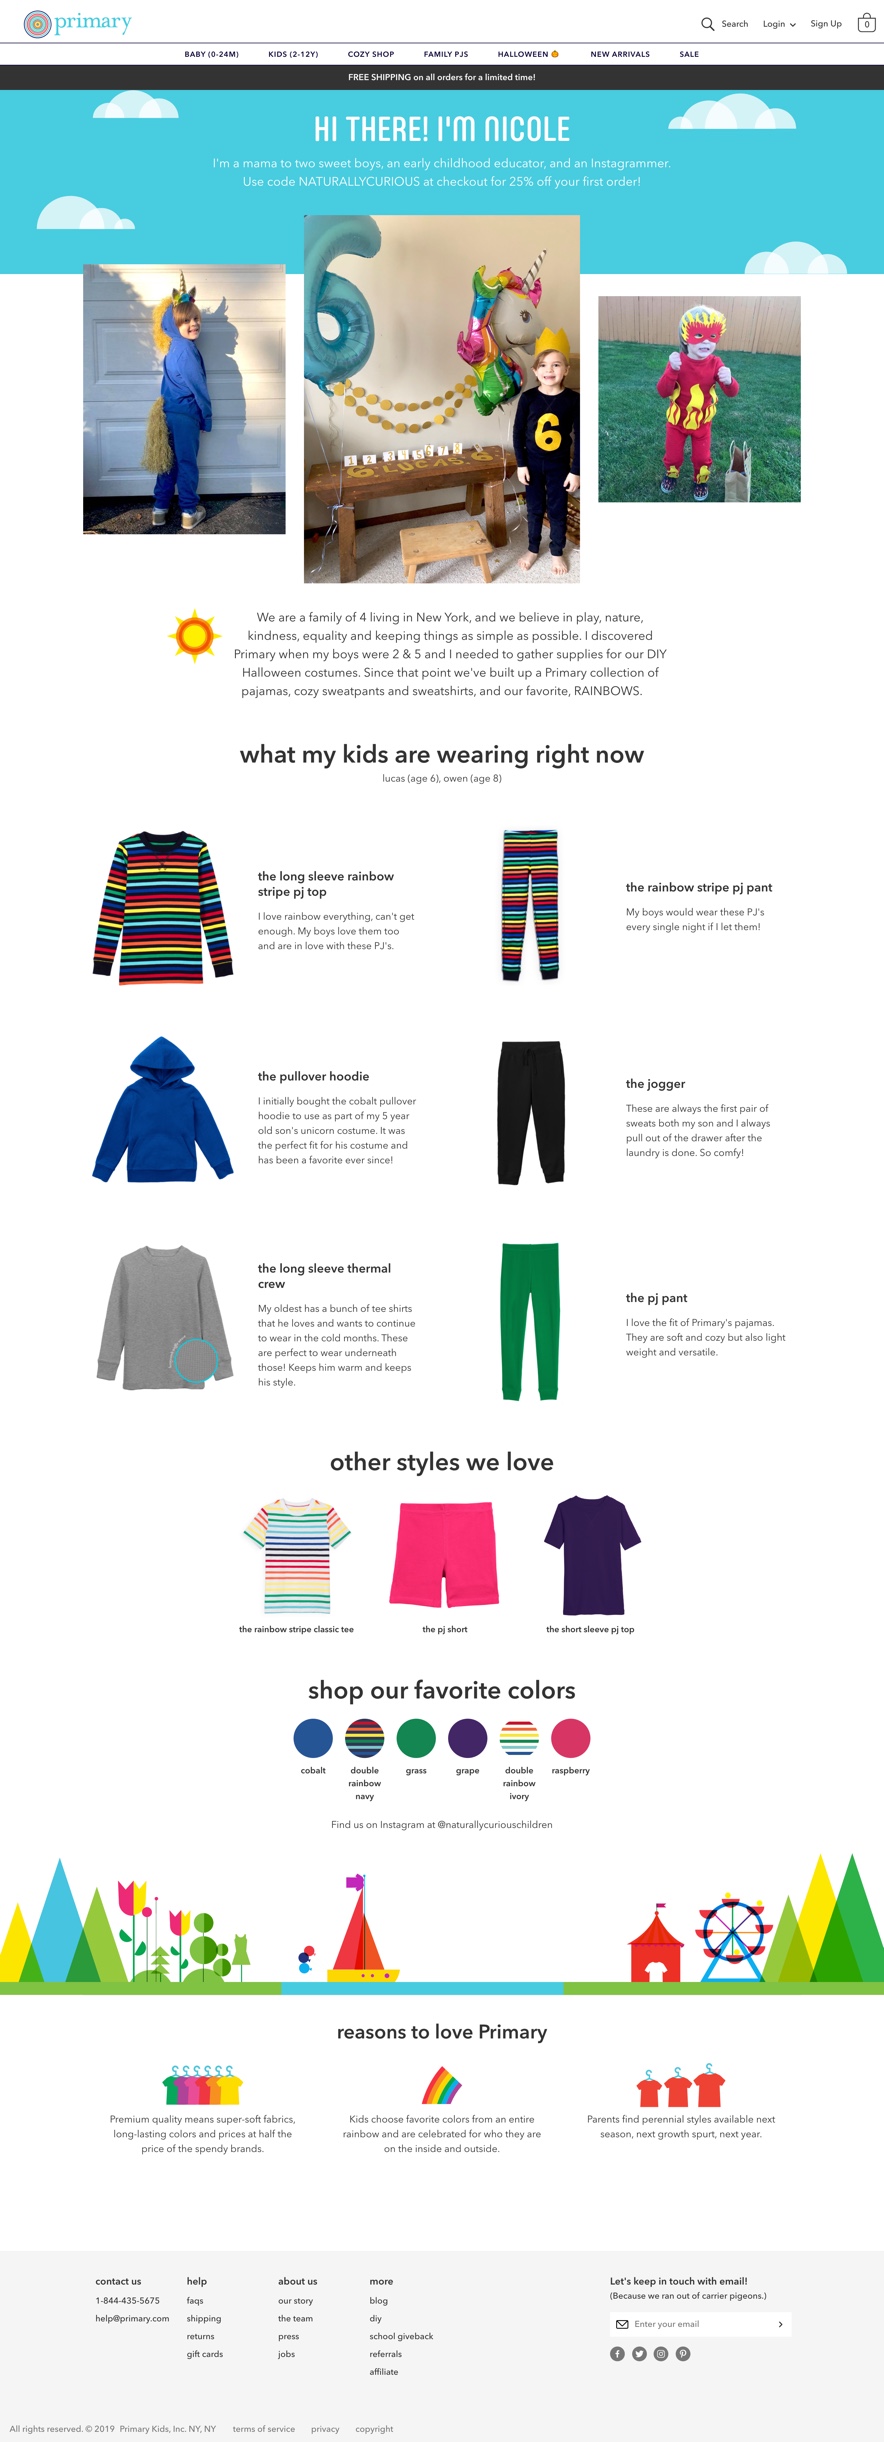 primary
Search
Login
Sign Up
0
BABY (0-24M)
KIDS (2-12Y)
COZY SHOP
FAMILY PJS
HALLOWEEN 🎃
NEW ARRIVALS
SALE
FREE SHIPPING on all orders for a limited time!
HI THERE! I'M NICOLE
I'm a mama to two sweet boys, an early childhood educator, and an Instagrammer.
Use code NATURALLYCURIOUS at checkout for 25% off your first order!
6
1 2 3 4 5 6 7 8
6 LUCAS 6
We are a family of 4 living in New York, and we believe in play, nature,
kindness, equality and keeping things as simple as possible. I discovered
Primary when my boys were 2 & 5 and I needed to gather supplies for our DIY
Halloween costumes. Since that point we've built up a Primary collection of
pajamas, cozy sweatpants and sweatshirts, and our favorite, RAINBOWS.
what my kids are wearing right now
lucas (age 6), owen (age 8)
the long sleeve rainbow
stripe pj top
I love rainbow everything, can't get
enough. My boys love them too
and are in love with these PJ's.
the rainbow stripe pj pant
My boys would wear these PJ's
every single night if I let them!
the pullover hoodie
I initially bought the cobalt pullover
hoodie to use as part of my 5 year
old son's unicorn costume. It was
the perfect fit for his costume and
has been a favorite ever since!
the jogger
These are always the first pair of
sweats both my son and I always
pull out of the drawer after the
laundry is done. So comfy!
the long sleeve thermal
crew
My oldest has a bunch of tee shirts
that he loves and wants to continue
to wear in the cold months. These
are perfect to wear underneath
those! Keeps him warm and keeps
his style.
the pj pant
I love the fit of Primary's pajamas.
They are soft and cozy but also light
weight and versatile.
other styles we love
the rainbow stripe classic tee
the pj short
the short sleeve pj top
shop our favorite colors
cobalt
double
rainbow
navy
grass
grape
double
rainbow
ivory
raspberry
Find us on Instagram at @naturallycuriouschildren
reasons to love Primary
Premium quality means super-soft fabrics,
long-lasting colors and prices at half the
price of the spendy brands.
Kids choose favorite colors from an entire
rainbow and are celebrated for who they are
on the inside and outside.
Parents find perennial styles available next
season, next growth spurt, next year.
contact us
1-844-435-5675
help@primary.com
help
faqs
shipping
returns
gift cards
about us
our story
the team
press
jobs
more
blog
diy
school giveback
referrals
affiliate
Let's keep in touch with email!
(Because we ran out of carrier pigeons.)
Enter your email
All rights reserved. © 2019 Primary Kids, Inc. NY, NY
terms of service
privacy
copyright